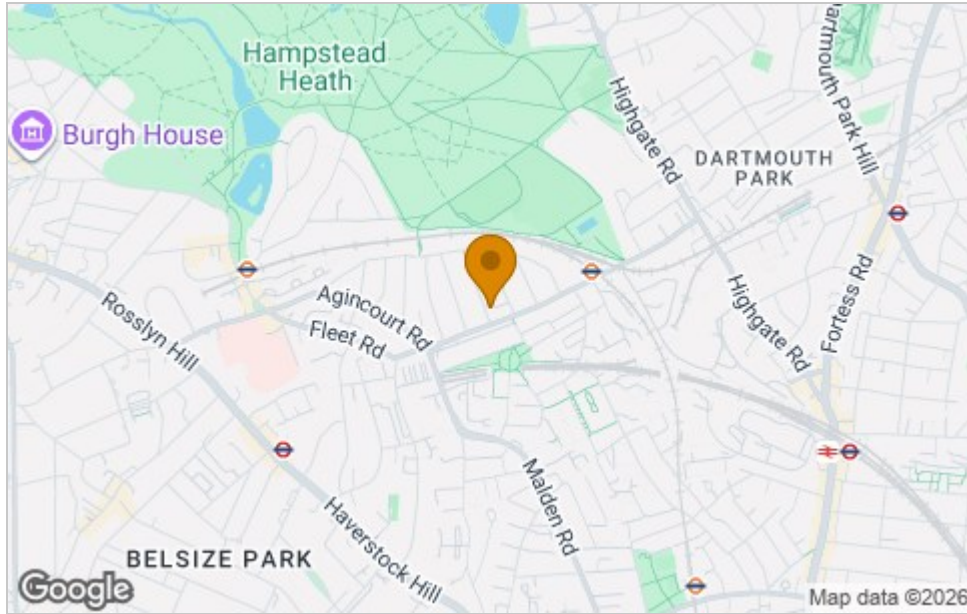 Hampstead
Heath
Burgh House
Highgate Rd
DARTMOUTH
PARK
Dartmouth Park Hill
Agincourt Rd
Fleet Rd
Rosslyn Hill
Highgate Rd
Fortess Rd
Malden Rd
Haverstock Hill
BELSIZE PARK
Google
Map data ©2026